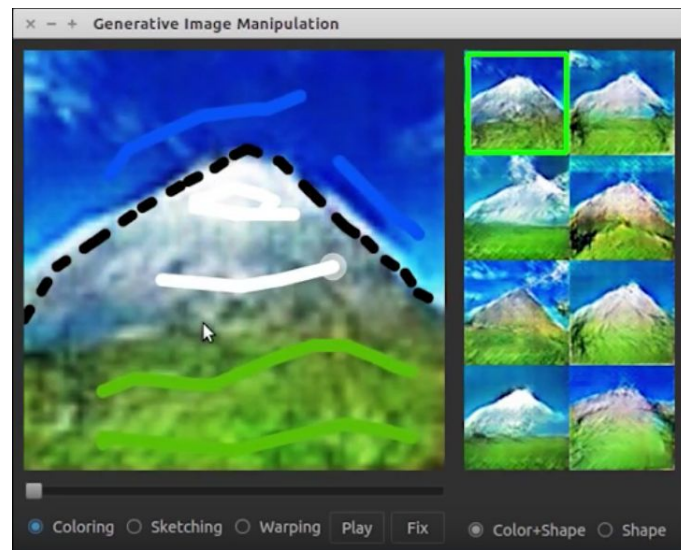 Generative Image Manipulation
Coloring Sketching Warping Play Fix
Color+Shape Shape